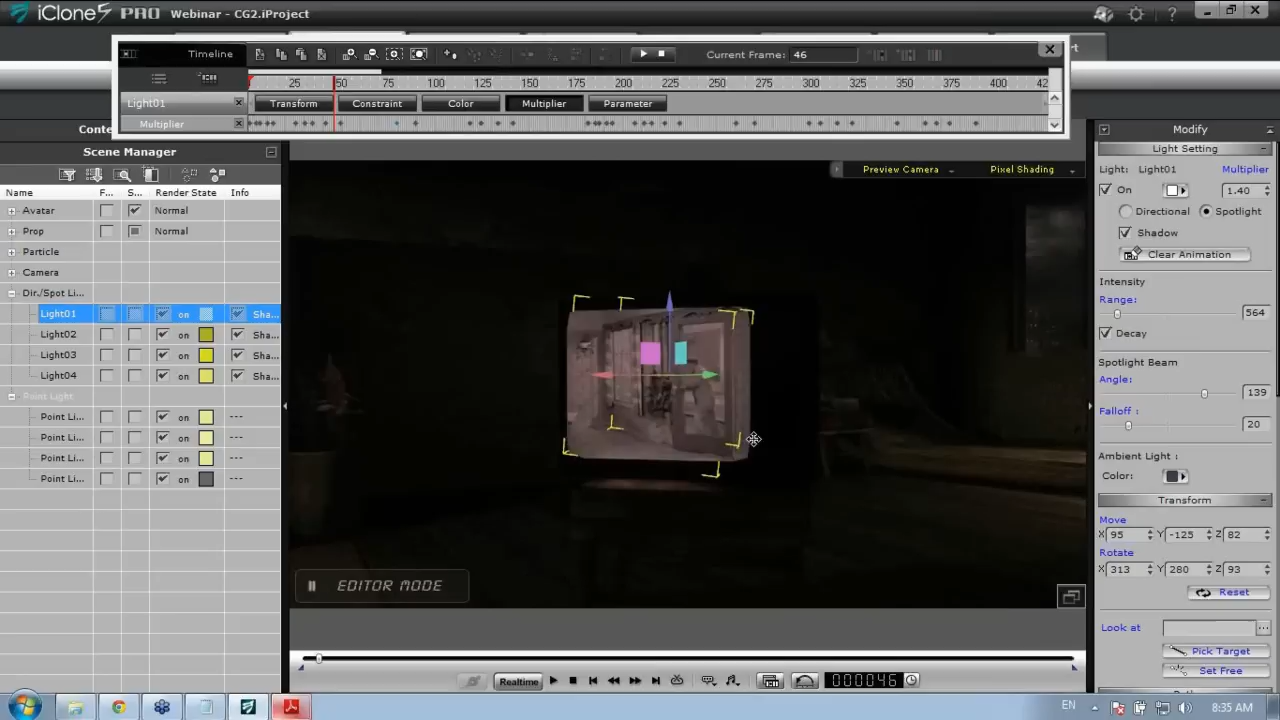 iClone5 PRO Webinar - CG2.iProject
Timeline
Current Frame: 46
25 50 75 100 125 150 175 200 225 250 275 300 325 350 375 400 42
Light01 Transform Constraint Color Multiplier Parameter
Multiplier
Conte
Scene Manager
Name F... S... Render State Info
Avatar Normal
Prop Normal
Particle
Camera
Dir./Spot Li...
Light01 on Sha...
Light02 on Sha...
Light03 on Sha...
Light04 on Sha...
Point Light
Point Li... on ---
Point Li... on ---
Point Li... on ---
Point Li... on ---
Preview Camera Pixel Shading
EDITOR MODE
Modify
Light Setting
Light: Light01 Multiplier
On 1.40
Directional Spotlight
Shadow
Clear Animation
Intensity
Range: 564
Decay
Spotlight Beam
Angle: 139
Falloff : 20
Ambient Light :
Color:
Transform
Move
X 95 Y -125 Z 82
Rotate
X 313 Y 280 Z 93
Reset
Look at
Pick Target
Set Free
Realtime 000046
EN 8:35 AM